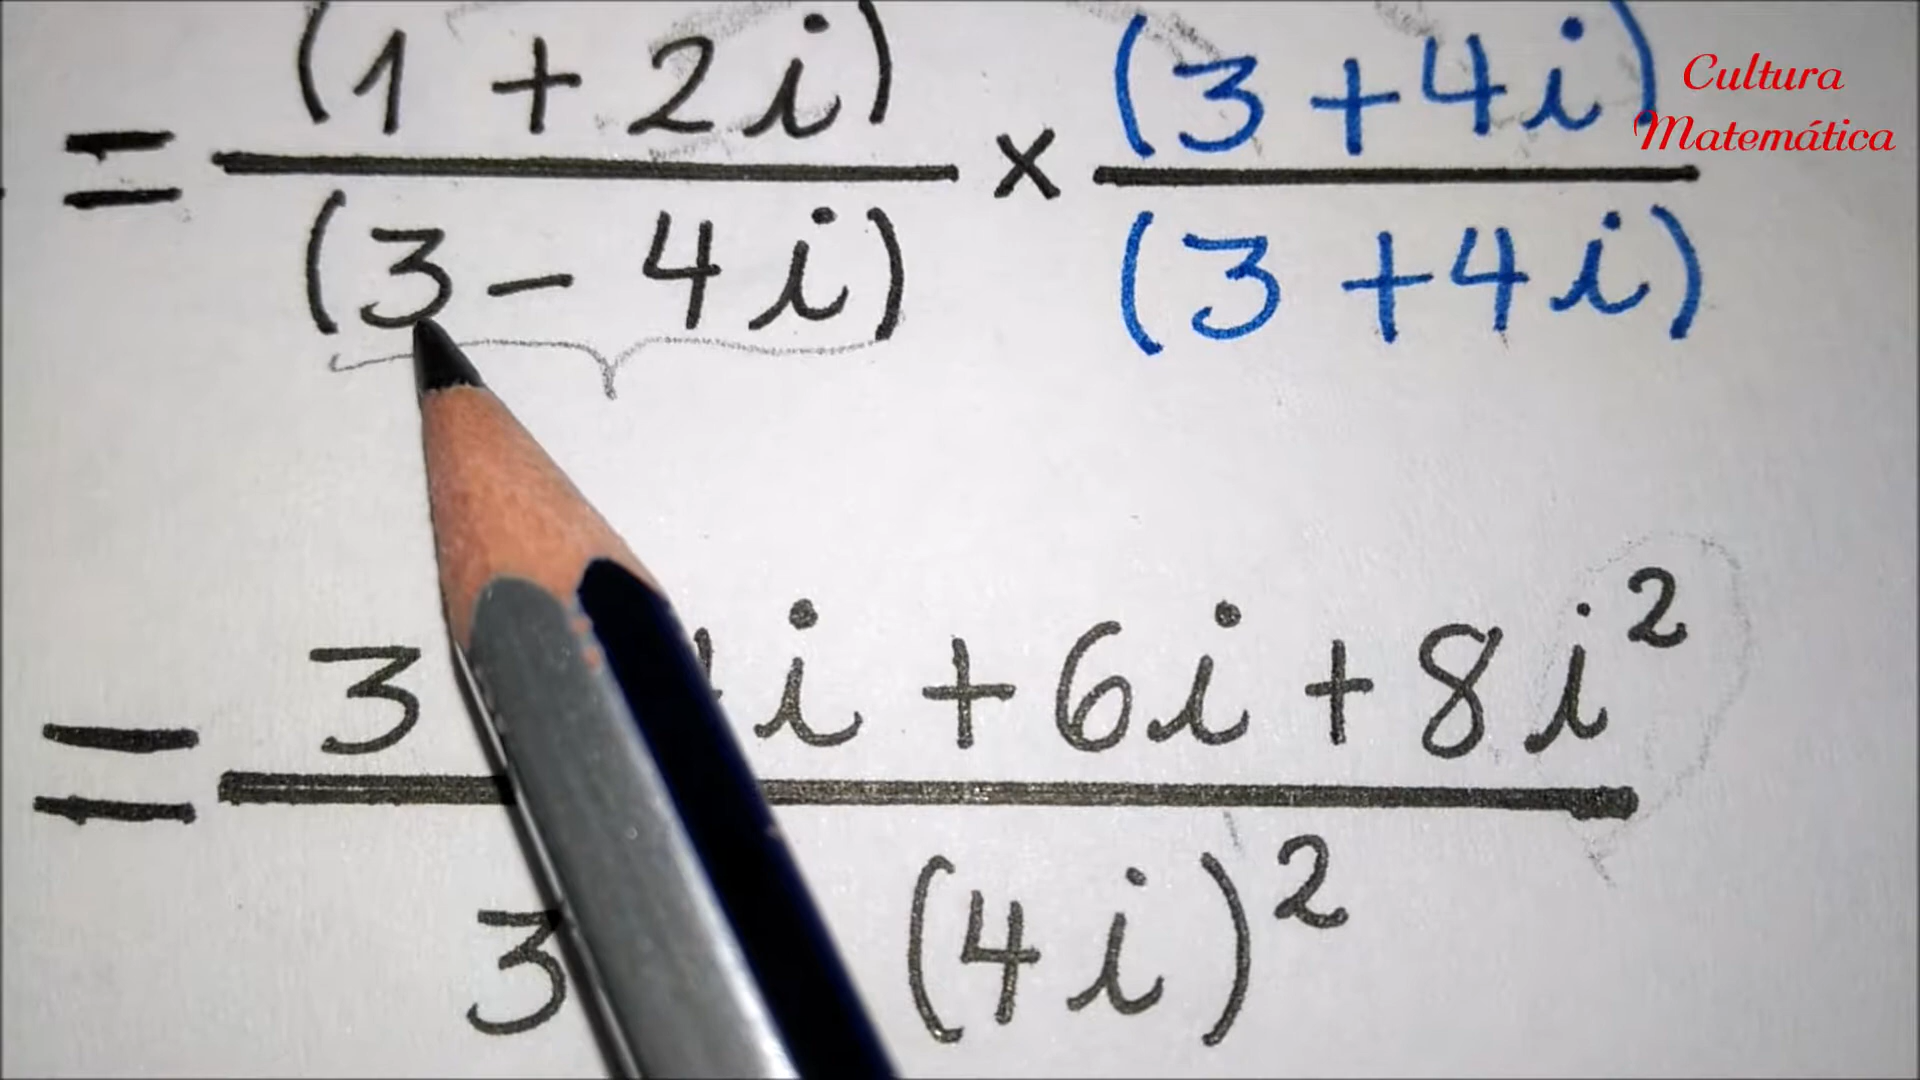 = (1 + 2i) / (3 - 4i) × (3 + 4i) / (3 + 4i)
Cultura
Matemática
= 3 i + 6i + 8i²
3 (4i)²